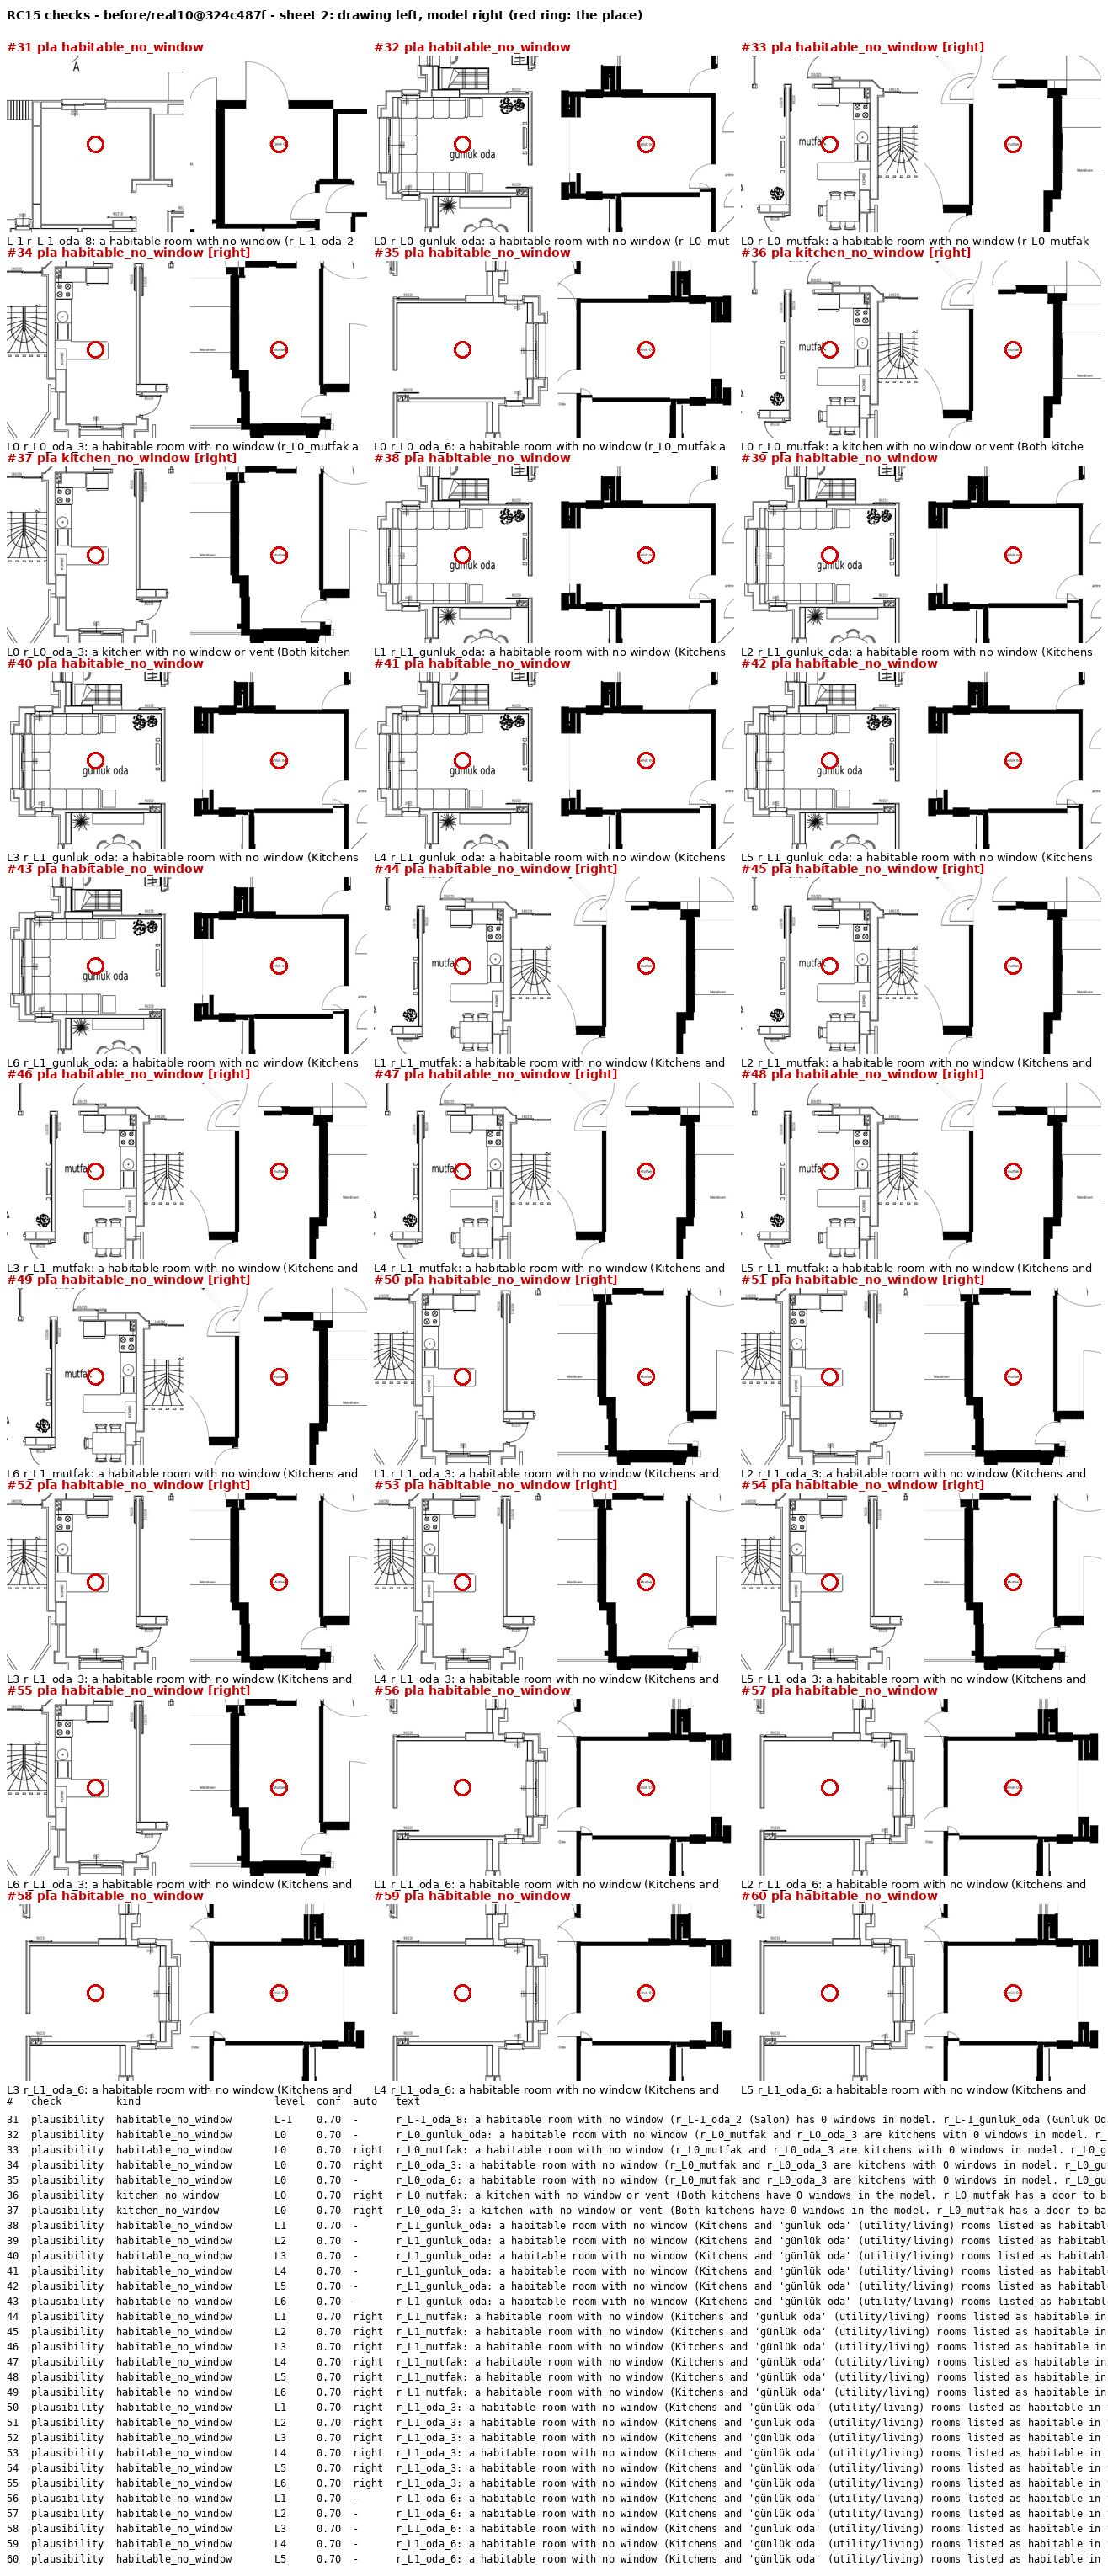 RC15 checks - before/real10@324c487f - sheet 2: drawing left, model right (red ring: the place)
#31 pla habitable_no_window
#32 pla habitable_no_window
#33 pla habitable_no_window [right]
A
gunluk oda
mutfak
L-1 r_L-1_oda_8: a habitable room with no window (r_L-1_oda_2
L0 r_L0_gunluk_oda: a habitable room with no window (r_L0_mut
L0 r_L0_mutfak: a habitable room with no window (r_L0_mutfak
#34 pla habitable_no_window [right]
#35 pla habitable_no_window
#36 pla kitchen_no_window [right]
mutfak
L0 r_L0_oda_3: a habitable room with no window (r_L0_mutfak a
L0 r_L0_oda_6: a habitable room with no window (r_L0_mutfak a
L0 r_L0_mutfak: a kitchen with no window or vent (Both kitche
#37 pla kitchen_no_window [right]
#38 pla habitable_no_window
#39 pla habitable_no_window
gunluk oda
gunluk oda
L0 r_L0_oda_3: a kitchen with no window or vent (Both kitchen
L1 r_L1_gunluk_oda: a habitable room with no window (Kitchens
L2 r_L1_gunluk_oda: a habitable room with no window (Kitchens
#40 pla habitable_no_window
#41 pla habitable_no_window
#42 pla habitable_no_window
gunluk oda
gunluk oda
gunluk oda
L3 r_L1_gunluk_oda: a habitable room with no window (Kitchens
L4 r_L1_gunluk_oda: a habitable room with no window (Kitchens
L5 r_L1_gunluk_oda: a habitable room with no window (Kitchens
#43 pla habitable_no_window
#44 pla habitable_no_window [right]
#45 pla habitable_no_window [right]
gunluk oda
mutfak
mutfak
L6 r_L1_gunluk_oda: a habitable room with no window (Kitchens
L1 r_L1_mutfak: a habitable room with no window (Kitchens and
L2 r_L1_mutfak: a habitable room with no window (Kitchens and
#46 pla habitable_no_window [right]
#47 pla habitable_no_window [right]
#48 pla habitable_no_window [right]
mutfak
mutfak
mutfak
L3 r_L1_mutfak: a habitable room with no window (Kitchens and
L4 r_L1_mutfak: a habitable room with no window (Kitchens and
L5 r_L1_mutfak: a habitable room with no window (Kitchens and
#49 pla habitable_no_window [right]
#50 pla habitable_no_window [right]
#51 pla habitable_no_window [right]
mutfak
L6 r_L1_mutfak: a habitable room with no window (Kitchens and
L1 r_L1_oda_3: a habitable room with no window (Kitchens and
L2 r_L1_oda_3: a habitable room with no window (Kitchens and
#52 pla habitable_no_window [right]
#53 pla habitable_no_window [right]
#54 pla habitable_no_window [right]
L3 r_L1_oda_3: a habitable room with no window (Kitchens and
L4 r_L1_oda_3: a habitable room with no window (Kitchens and
L5 r_L1_oda_3: a habitable room with no window (Kitchens and
#55 pla habitable_no_window [right]
#56 pla habitable_no_window
#57 pla habitable_no_window
L6 r_L1_oda_3: a habitable room with no window (Kitchens and
L1 r_L1_oda_6: a habitable room with no window (Kitchens and
L2 r_L1_oda_6: a habitable room with no window (Kitchens and
#58 pla habitable_no_window
#59 pla habitable_no_window
#60 pla habitable_no_window
L3 r_L1_oda_6: a habitable room with no window (Kitchens and
L4 r_L1_oda_6: a habitable room with no window (Kitchens and
L5 r_L1_oda_6: a habitable room with no window (Kitchens and
# check kind level conf auto text
31 plausibility habitable_no_window L-1 0.70 - r_L-1_oda_8: a habitable room with no window (r_L-1_oda_2 (Salon) has 0 windows in model. r_L-1_gunluk_oda (Günlük Od
32 plausibility habitable_no_window L0 0.70 - r_L0_gunluk_oda: a habitable room with no window (r_L0_mutfak and r_L0_oda_3 are kitchens with 0 windows in model. r_
33 plausibility habitable_no_window L0 0.70 right r_L0_mutfak: a habitable room with no window (r_L0_mutfak and r_L0_oda_3 are kitchens with 0 windows in model. r_L0_g
34 plausibility habitable_no_window L0 0.70 right r_L0_oda_3: a habitable room with no window (r_L0_mutfak and r_L0_oda_3 are kitchens with 0 windows in model. r_L0_gu
35 plausibility habitable_no_window L0 0.70 - r_L0_oda_6: a habitable room with no window (r_L0_mutfak and r_L0_oda_3 are kitchens with 0 windows in model. r_L0_gu
36 plausibility kitchen_no_window L0 0.70 right r_L0_mutfak: a kitchen with no window or vent (Both kitchens have 0 windows in the model. r_L0_mutfak has a door to b
37 plausibility kitchen_no_window L0 0.70 right r_L0_oda_3: a kitchen with no window or vent (Both kitchens have 0 windows in the model. r_L0_mutfak has a door to ba
38 plausibility habitable_no_window L1 0.70 - r_L1_gunluk_oda: a habitable room with no window (Kitchens and 'günlük oda' (utility/living) rooms listed as habitabl
39 plausibility habitable_no_window L2 0.70 - r_L1_gunluk_oda: a habitable room with no window (Kitchens and 'günlük oda' (utility/living) rooms listed as habitabl
40 plausibility habitable_no_window L3 0.70 - r_L1_gunluk_oda: a habitable room with no window (Kitchens and 'günlük oda' (utility/living) rooms listed as habitabl
41 plausibility habitable_no_window L4 0.70 - r_L1_gunluk_oda: a habitable room with no window (Kitchens and 'günlük oda' (utility/living) rooms listed as habitabl
42 plausibility habitable_no_window L5 0.70 - r_L1_gunluk_oda: a habitable room with no window (Kitchens and 'günlük oda' (utility/living) rooms listed as habitabl
43 plausibility habitable_no_window L6 0.70 - r_L1_gunluk_oda: a habitable room with no window (Kitchens and 'günlük oda' (utility/living) rooms listed as habitabl
44 plausibility habitable_no_window L1 0.70 right r_L1_mutfak: a habitable room with no window (Kitchens and 'günlük oda' (utility/living) rooms listed as habitable in
45 plausibility habitable_no_window L2 0.70 right r_L1_mutfak: a habitable room with no window (Kitchens and 'günlük oda' (utility/living) rooms listed as habitable in
46 plausibility habitable_no_window L3 0.70 right r_L1_mutfak: a habitable room with no window (Kitchens and 'günlük oda' (utility/living) rooms listed as habitable in
47 plausibility habitable_no_window L4 0.70 right r_L1_mutfak: a habitable room with no window (Kitchens and 'günlük oda' (utility/living) rooms listed as habitable in
48 plausibility habitable_no_window L5 0.70 right r_L1_mutfak: a habitable room with no window (Kitchens and 'günlük oda' (utility/living) rooms listed as habitable in
49 plausibility habitable_no_window L6 0.70 right r_L1_mutfak: a habitable room with no window (Kitchens and 'günlük oda' (utility/living) rooms listed as habitable in
50 plausibility habitable_no_window L1 0.70 right r_L1_oda_3: a habitable room with no window (Kitchens and 'günlük oda' (utility/living) rooms listed as habitable in
51 plausibility habitable_no_window L2 0.70 right r_L1_oda_3: a habitable room with no window (Kitchens and 'günlük oda' (utility/living) rooms listed as habitable in
52 plausibility habitable_no_window L3 0.70 right r_L1_oda_3: a habitable room with no window (Kitchens and 'günlük oda' (utility/living) rooms listed as habitable in
53 plausibility habitable_no_window L4 0.70 right r_L1_oda_3: a habitable room with no window (Kitchens and 'günlük oda' (utility/living) rooms listed as habitable in
54 plausibility habitable_no_window L5 0.70 right r_L1_oda_3: a habitable room with no window (Kitchens and 'günlük oda' (utility/living) rooms listed as habitable in
55 plausibility habitable_no_window L6 0.70 right r_L1_oda_3: a habitable room with no window (Kitchens and 'günlük oda' (utility/living) rooms listed as habitable in
56 plausibility habitable_no_window L1 0.70 - r_L1_oda_6: a habitable room with no window (Kitchens and 'günlük oda' (utility/living) rooms listed as habitable in
57 plausibility habitable_no_window L2 0.70 - r_L1_oda_6: a habitable room with no window (Kitchens and 'günlük oda' (utility/living) rooms listed as habitable in
58 plausibility habitable_no_window L3 0.70 - r_L1_oda_6: a habitable room with no window (Kitchens and 'günlük oda' (utility/living) rooms listed as habitable in
59 plausibility habitable_no_window L4 0.70 - r_L1_oda_6: a habitable room with no window (Kitchens and 'günlük oda' (utility/living) rooms listed as habitable in
60 plausibility habitable_no_window L5 0.70 - r_L1_oda_6: a habitable room with no window (Kitchens and 'günlük oda' (utility/living) rooms listed as habitable in